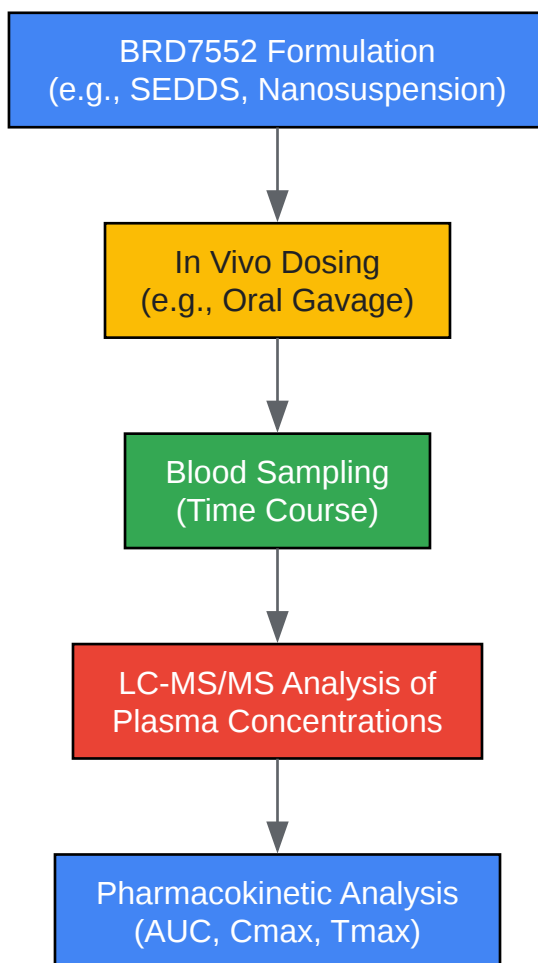 BRD7552 Formulation
(e.g., SEDDS, Nanosuspension)
In Vivo Dosing
(e.g., Oral Gavage)
Blood Sampling
(Time Course)
LC-MS/MS Analysis of
Plasma Concentrations
Pharmacokinetic Analysis
(AUC, Cmax, Tmax)